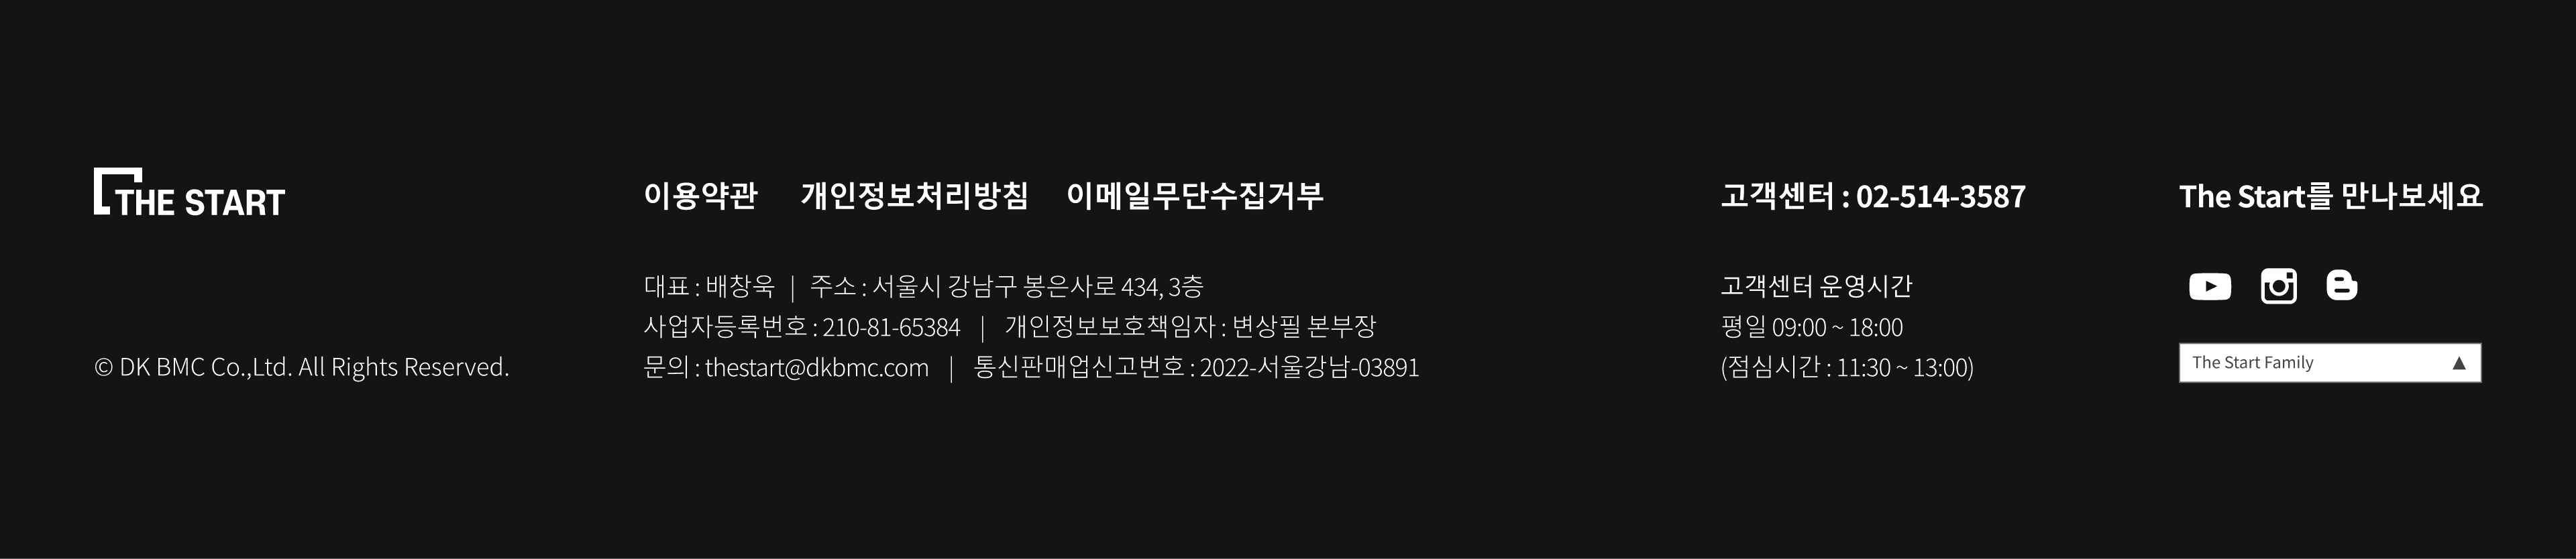 THE START
© DK BMC Co.,Ltd. All Rights Reserved.
이용약관 개인정보처리방침 이메일무단수집거부
대표 : 배창욱 | 주소 : 서울시 강남구 봉은사로 434, 3층
사업자등록번호 : 210-81-65384 | 개인정보보호책임자 : 변상필 본부장
문의 : thestart@dkbmc.com | 통신판매업신고번호 : 2022-서울강남-03891
고객센터 : 02-514-3587
고객센터 운영시간
평일 09:00 ~ 18:00
(점심시간 : 11:30 ~ 13:00)
The Start를 만나보세요
The Start Family